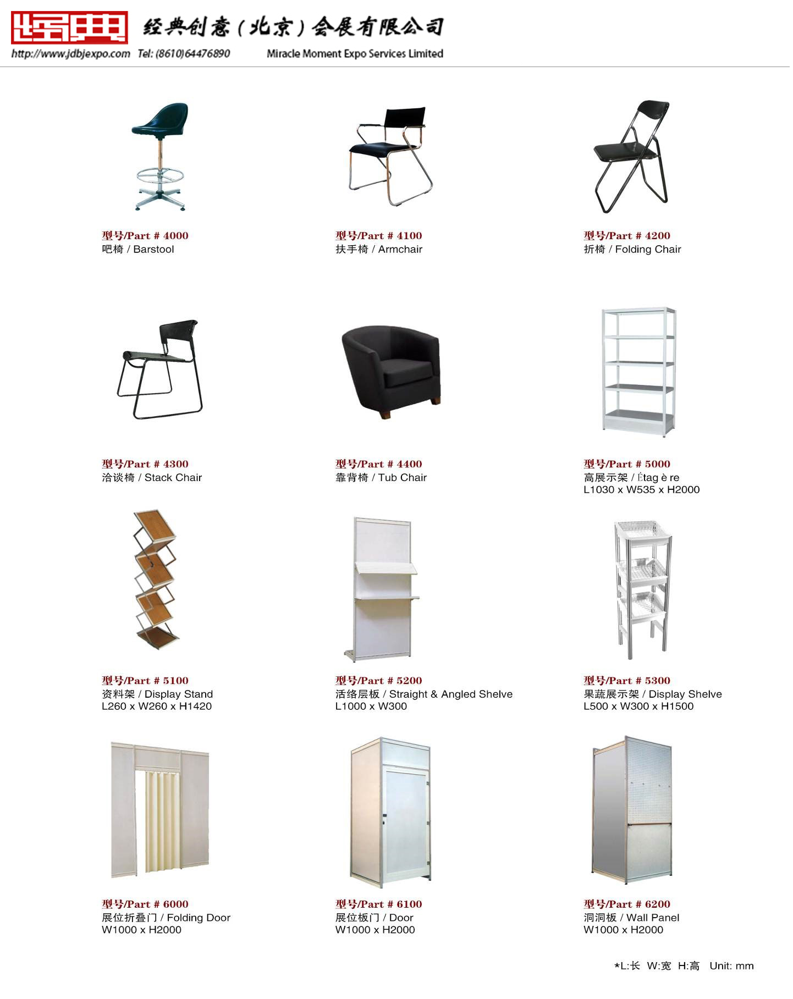 经典 经典创意(北京)会展有限公司
http://www.jdbjexpo.com Tel: (8610)64476890 Miracle Moment Expo Services Limited
型号/Part # 4000
吧椅 / Barstool
型号/Part # 4100
扶手椅 / Armchair
型号/Part # 4200
折椅 / Folding Chair
型号/Part # 4300
洽谈椅 / Stack Chair
型号/Part # 4400
靠背椅 / Tub Chair
型号/Part # 5000
高展示架 / Étag è re
L1030 x W535 x H2000
型号/Part # 5100
资料架 / Display Stand
L260 x W260 x H1420
型号/Part # 5200
活络层板 / Straight & Angled Shelve
L1000 x W300
型号/Part # 5300
果蔬展示架 / Display Shelve
L500 x W300 x H1500
型号/Part # 6000
展位折叠门 / Folding Door
W1000 x H2000
型号/Part # 6100
展位板门 / Door
W1000 x H2000
型号/Part # 6200
洞洞板 / Wall Panel
W1000 x H2000
*L:长 W:宽 H:高 Unit: mm